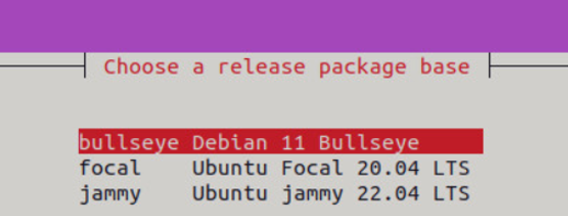 Choose a release package base
bullseye Debian 11 Bullseye
focal Ubuntu Focal 20.04 LTS
jammy Ubuntu jammy 22.04 LTS